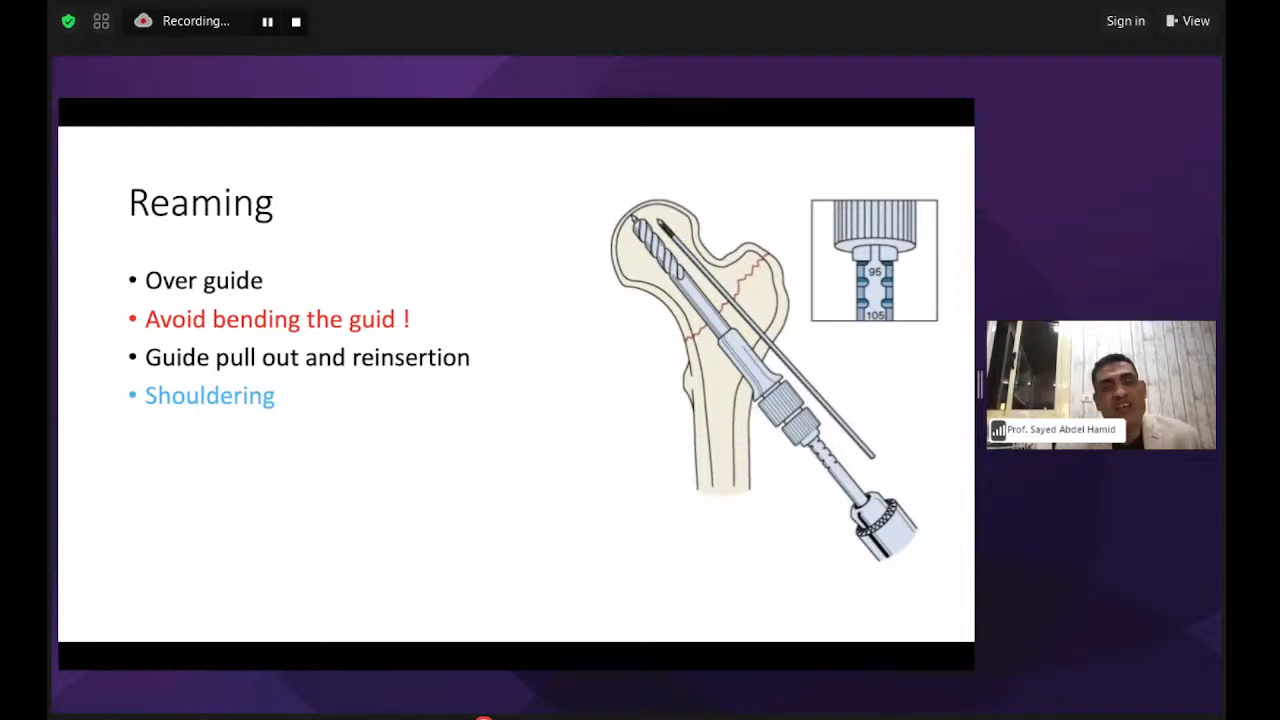 Recording...
Sign in
View
Reaming
• Over guide
• Avoid bending the guid !
• Guide pull out and reinsertion
• Shouldering
95
105
Prof. Sayed Abdel Hamid